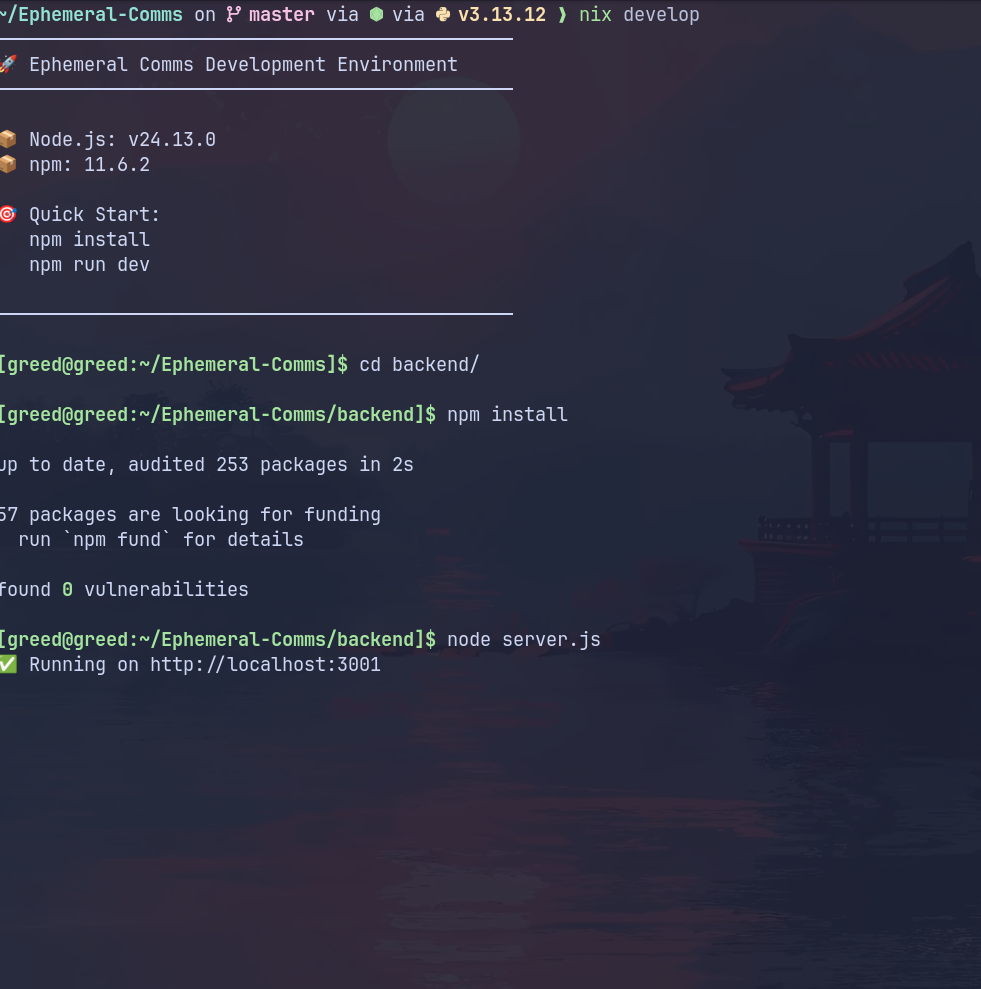 ~/Ephemeral-Comms on master via via v3.13.12 ❯ nix develop
🚀 Ephemeral Comms Development Environment
📦 Node.js: v24.13.0
📦 npm: 11.6.2
🎯 Quick Start:
npm install
npm run dev
[greed@greed:~/Ephemeral-Comms]$ cd backend/
[greed@greed:~/Ephemeral-Comms/backend]$ npm install
up to date, audited 253 packages in 2s
57 packages are looking for funding
run `npm fund` for details
found 0 vulnerabilities
[greed@greed:~/Ephemeral-Comms/backend]$ node server.js
✅ Running on http://localhost:3001